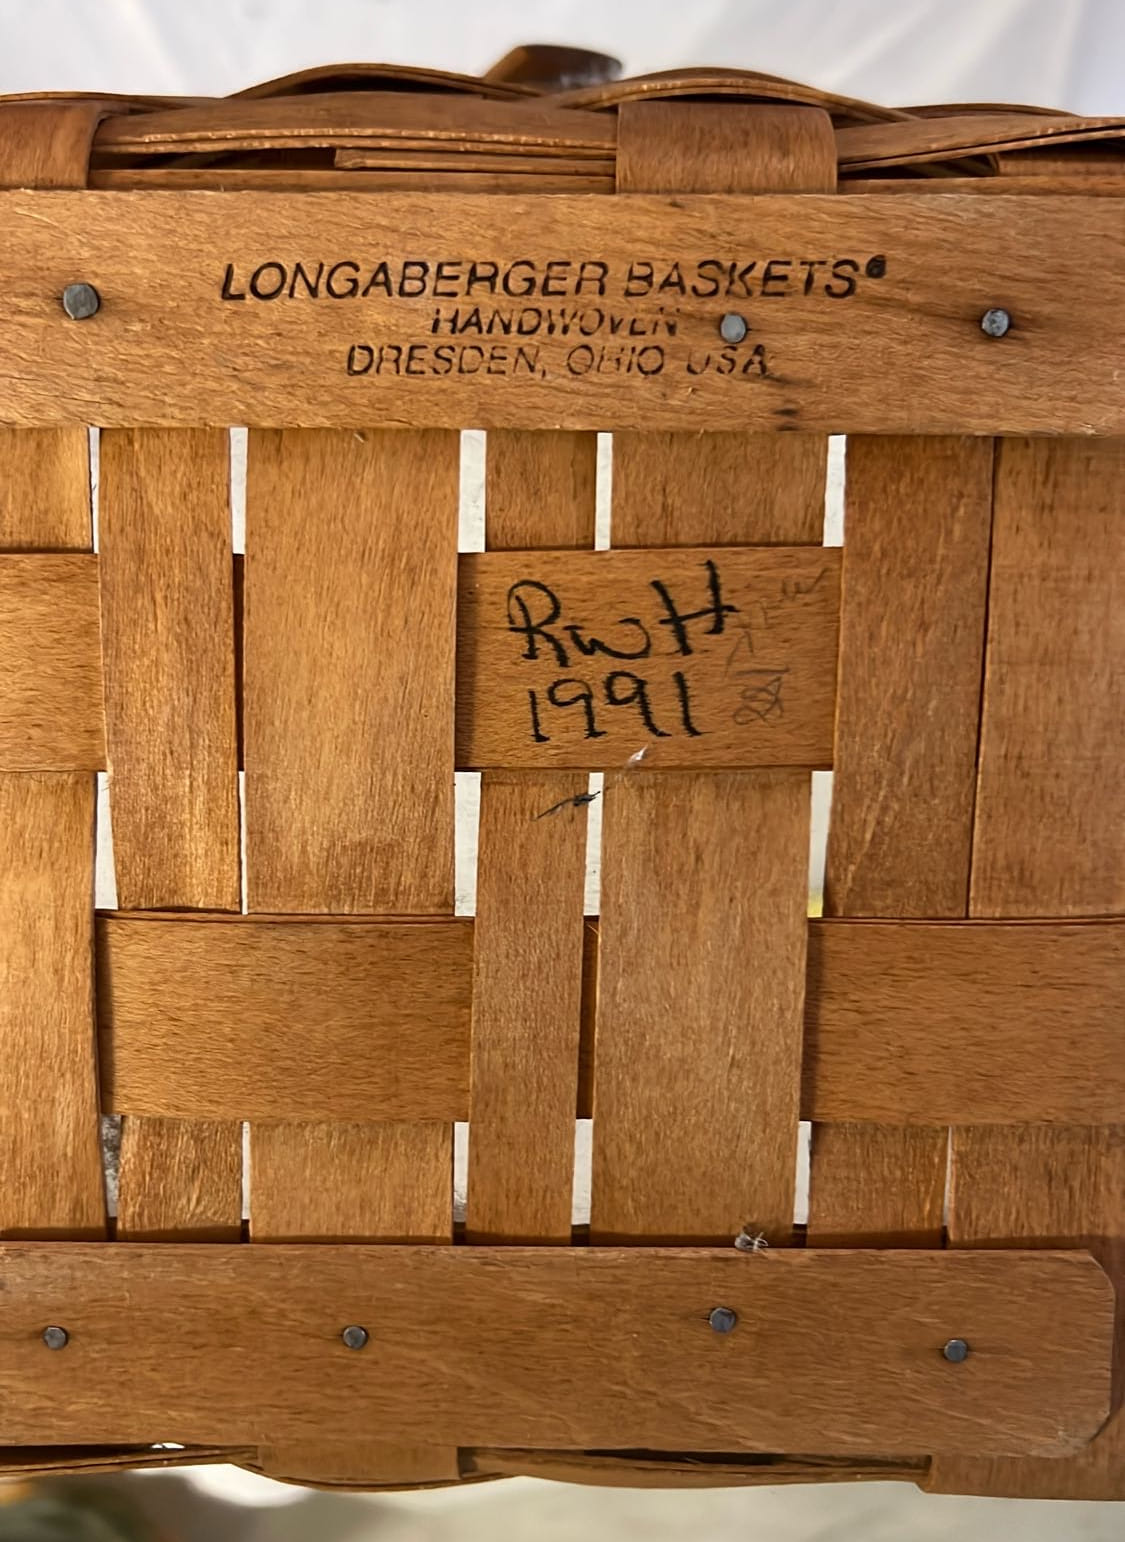 LONGABERGER BASKETS®
HANDWOVEN
DRESDEN, OHIO USA
RWH
1991